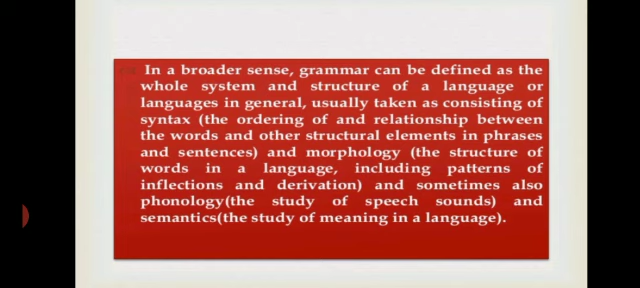 In a broader sense, grammar can be defined as the
whole system and structure of a language or
languages in general, usually taken as consisting of
syntax (the ordering of and relationship between
the words and other structural elements in phrases
and sentences) and morphology (the structure of
words in a language, including patterns of
inflections and derivation) and sometimes also
phonology(the study of speech sounds) and
semantics(the study of meaning in a language).